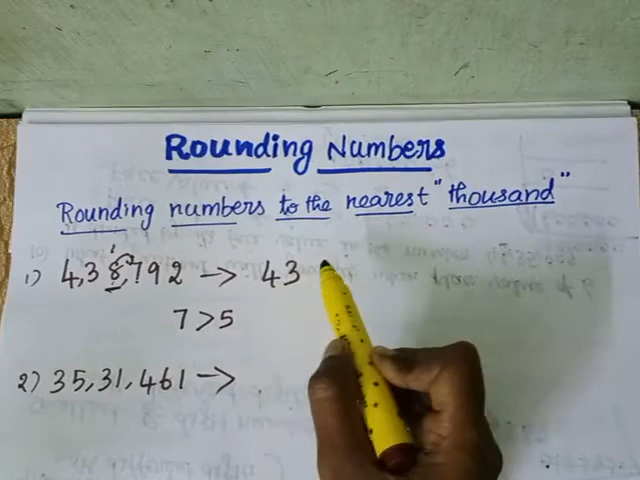 Rounding Numbers
Rounding numbers to the nearest "thousand"
1) 4,38,792 → 43
7 > 5
2) 35,31,461 →